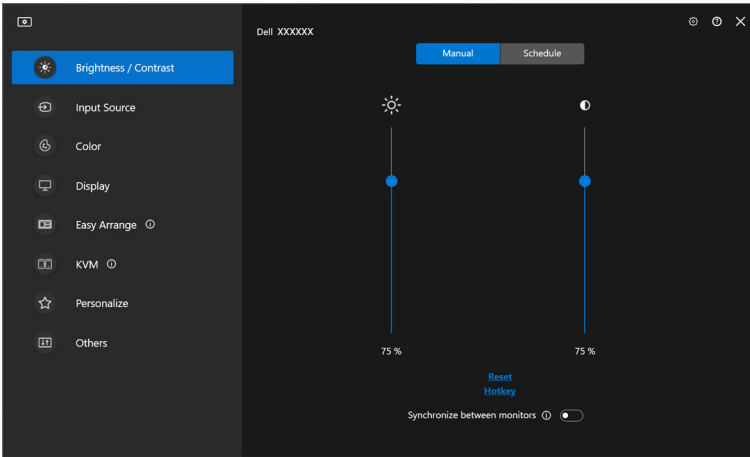 Dell XXXXXX
Manual Schedule
Brightness / Contrast
Input Source
Color
Display
Easy Arrange
KVM
Personalize
Others
75 % 75 %
Reset
Hotkey
Synchronize between monitors